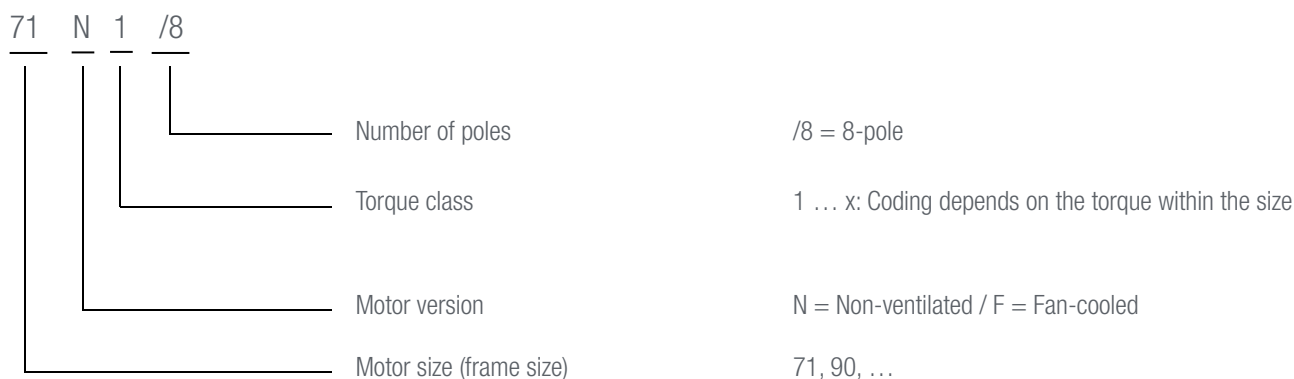 71 N 1 /8
Number of poles /8 = 8-pole
Torque class 1 … x: Coding depends on the torque within the size
Motor version N = Non-ventilated / F = Fan-cooled
Motor size (frame size) 71, 90, …